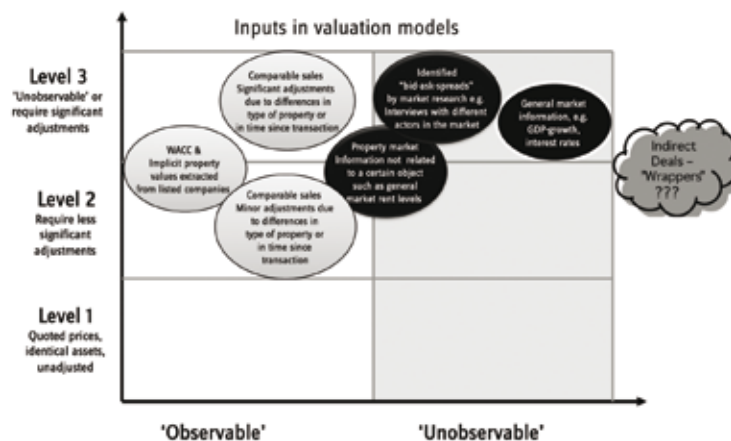 Inputs in valuation models
Level 3
'Unobservable' or
require significant
adjustments
Comparable sales
Significant adjustments
due to differences in
type of property or
in time since transaction
Identified
"bid-ask-spreads"
by market research e.g.
Interviews with different
actors in the market
General market
information, e.g.
GDP-growth,
interest rates
Indirect
Deals –
"Wrappers"
???
WACC &
Implicit property
values extracted
from listed companies
Property market
Information not related
to a certain object
such as general
market rent levels
Level 2
Require less
significant
adjustments
Comparable sales
Minor adjustments due
to differences in
type of property or
in time since
transaction
Level 1
Quoted prices,
identical assets,
unadjusted
'Observable'
'Unobservable'